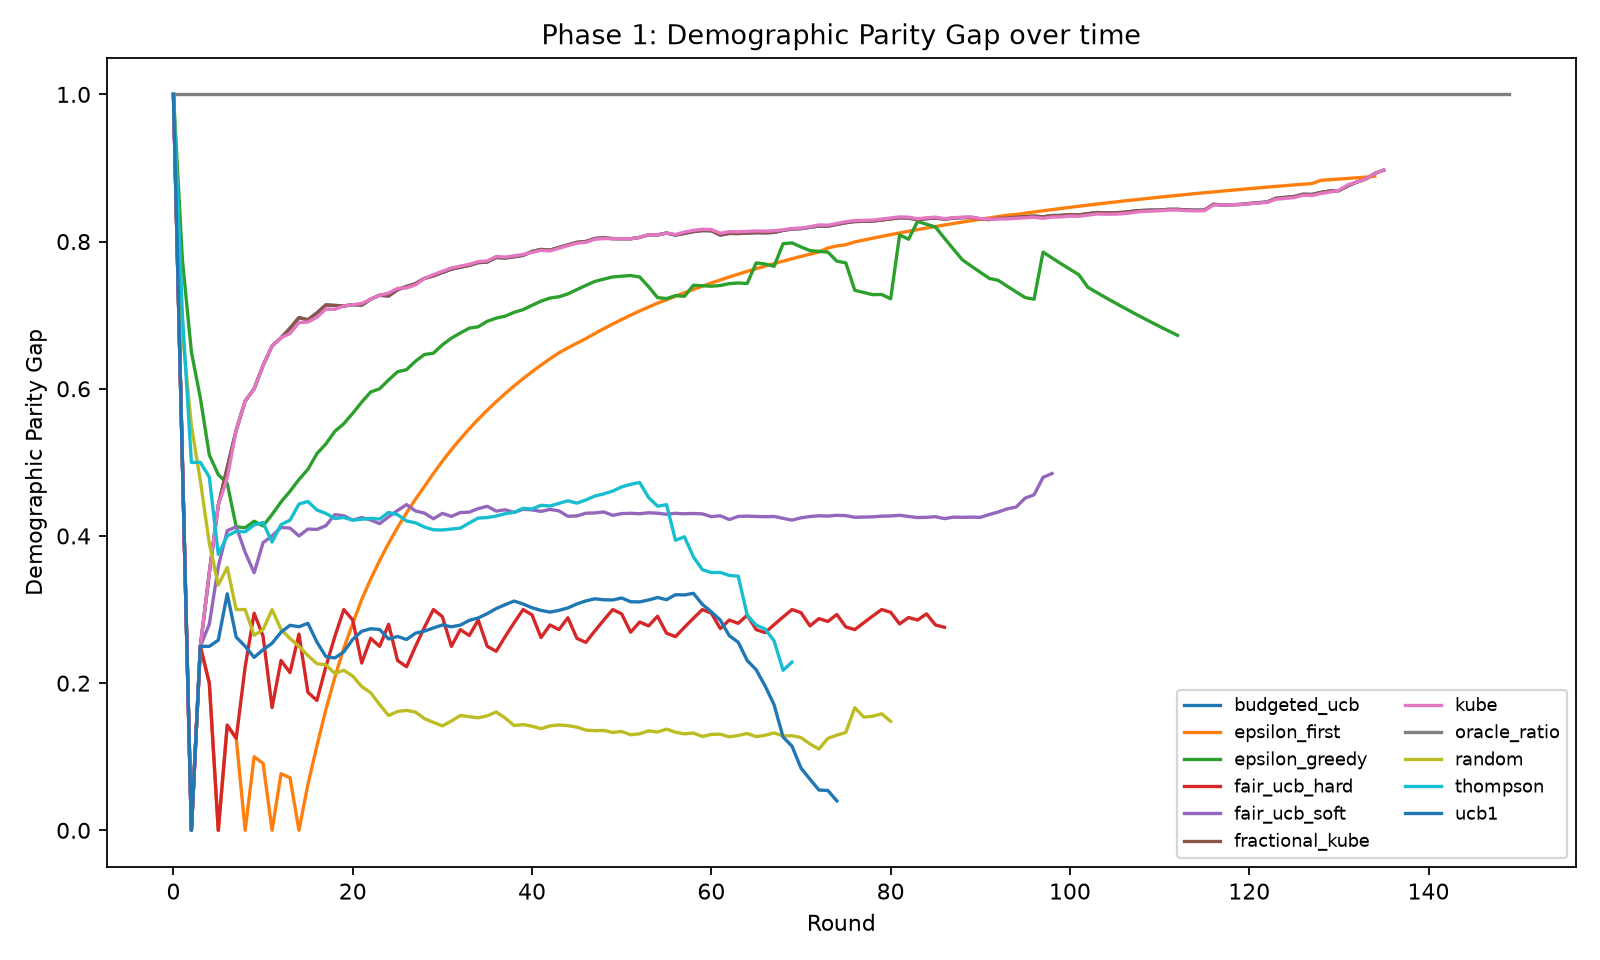 Phase 1: Demographic Parity Gap over time
Demographic Parity Gap
1.0
0.8
0.6
0.4
0.2
0.0
0 20 40 60 80 100 120 140
Round
budgeted_ucb
epsilon_first
epsilon_greedy
fair_ucb_hard
fair_ucb_soft
fractional_kube
kube
oracle_ratio
random
thompson
ucb1